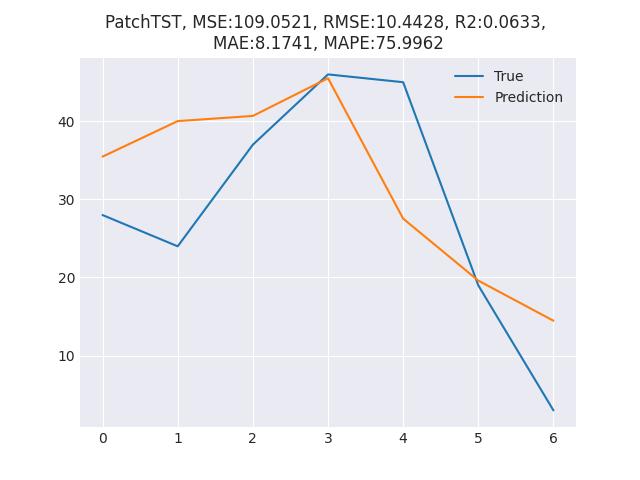 PatchTST, MSE:109.0521, RMSE:10.4428, R2:0.0633,
MAE:8.1741, MAPE:75.9962
True
Prediction
40
30
20
10
0 1 2 3 4 5 6